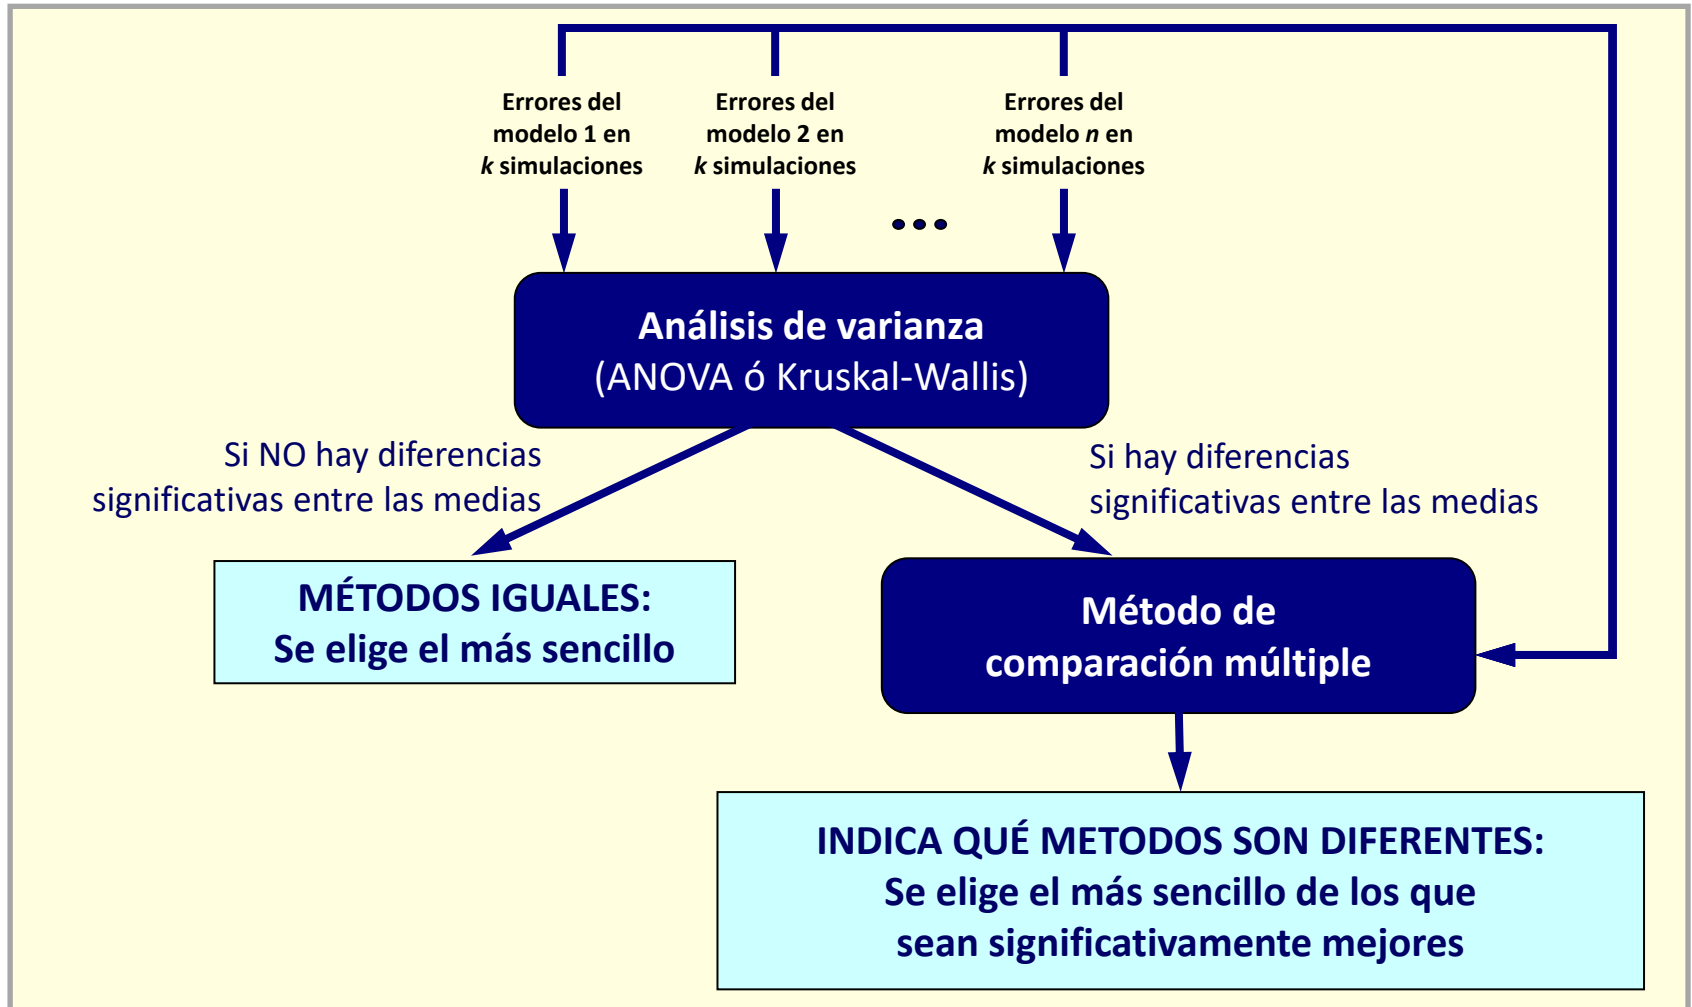 Errores del
modelo 1 en
k simulaciones
Errores del
modelo 2 en
k simulaciones
Errores del
modelo n en
k simulaciones
Análisis de varianza
(ANOVA ó Kruskal-Wallis)
Si NO hay diferencias
significativas entre las medias
Si hay diferencias
significativas entre las medias
MÉTODOS IGUALES:
Se elige el más sencillo
Método de
comparación múltiple
INDICA QUÉ METODOS SON DIFERENTES:
Se elige el más sencillo de los que
sean significativamente mejores